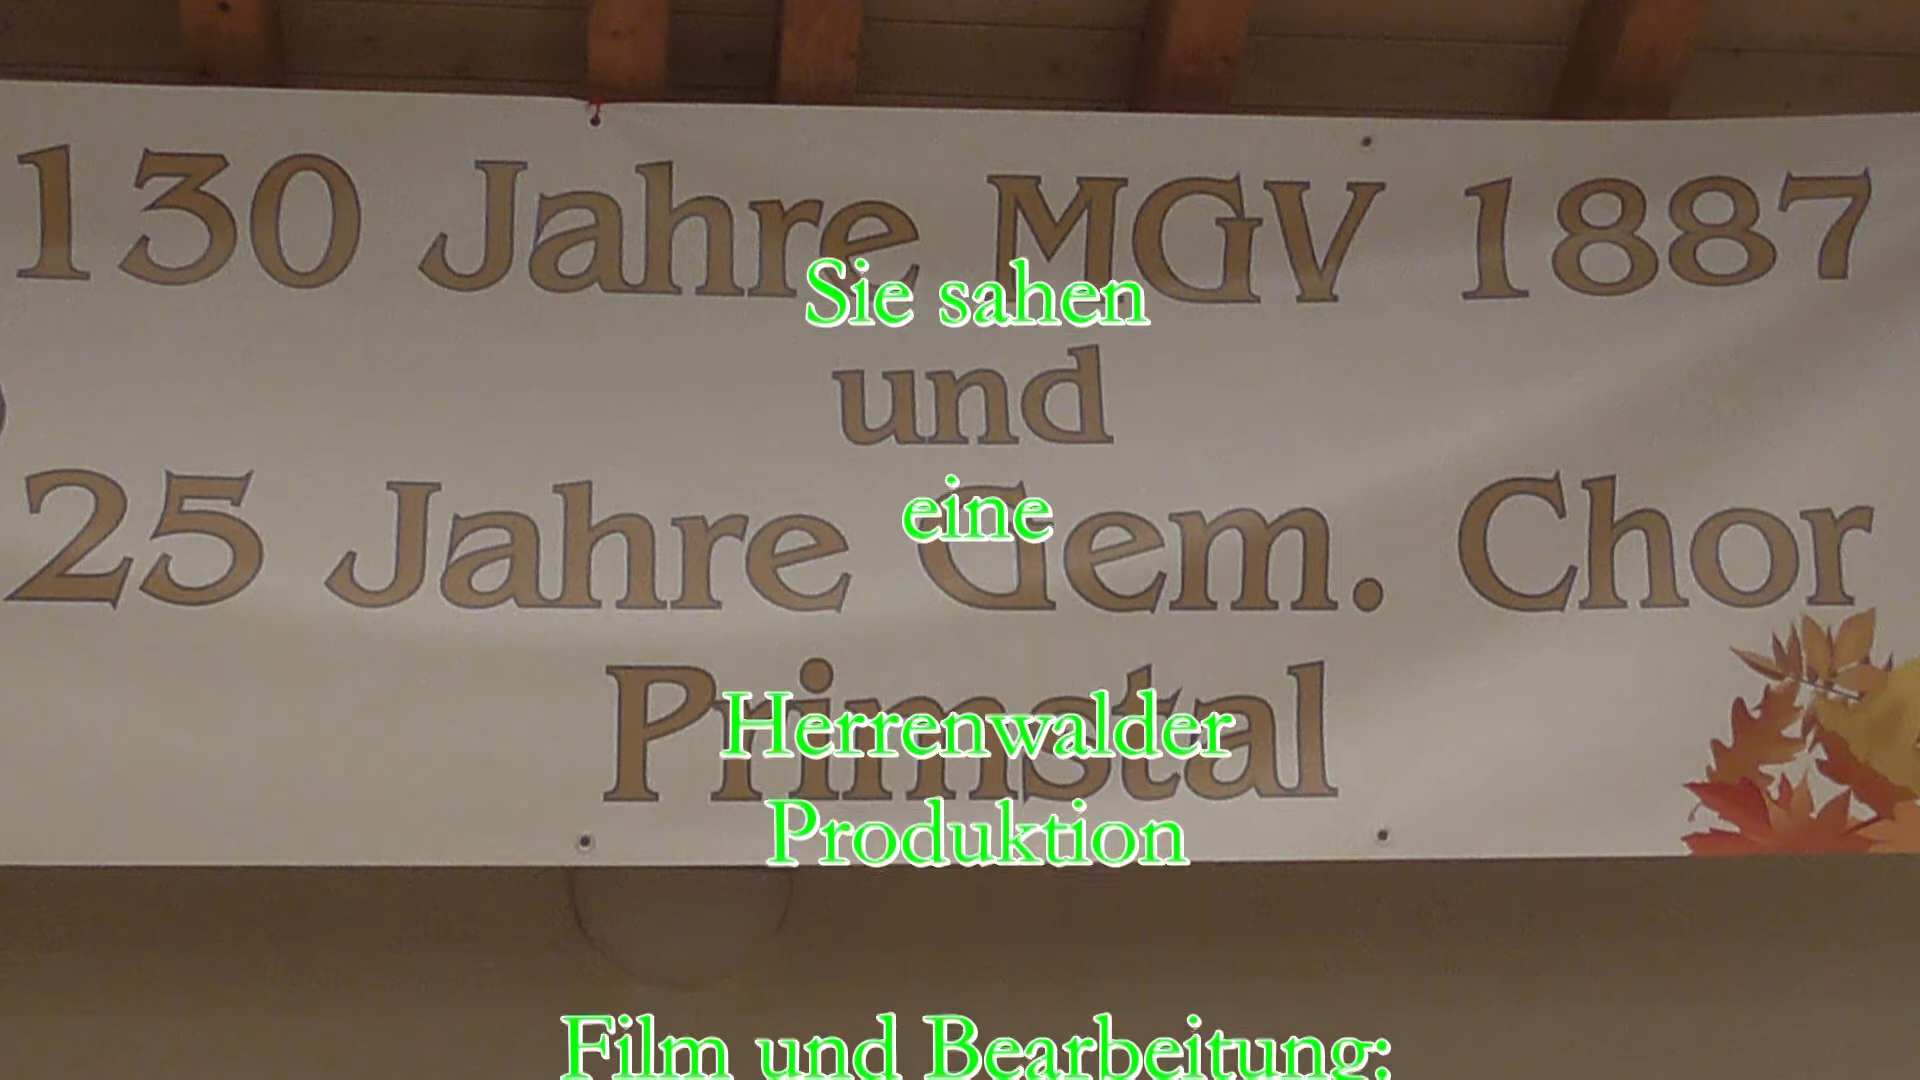 130 Jahre MGV 1887
Sie sahen
und
eine
25 Jahre Gem. Chor
Primstal
Herrenwalder
Produktion
Film und Bearbeitung: